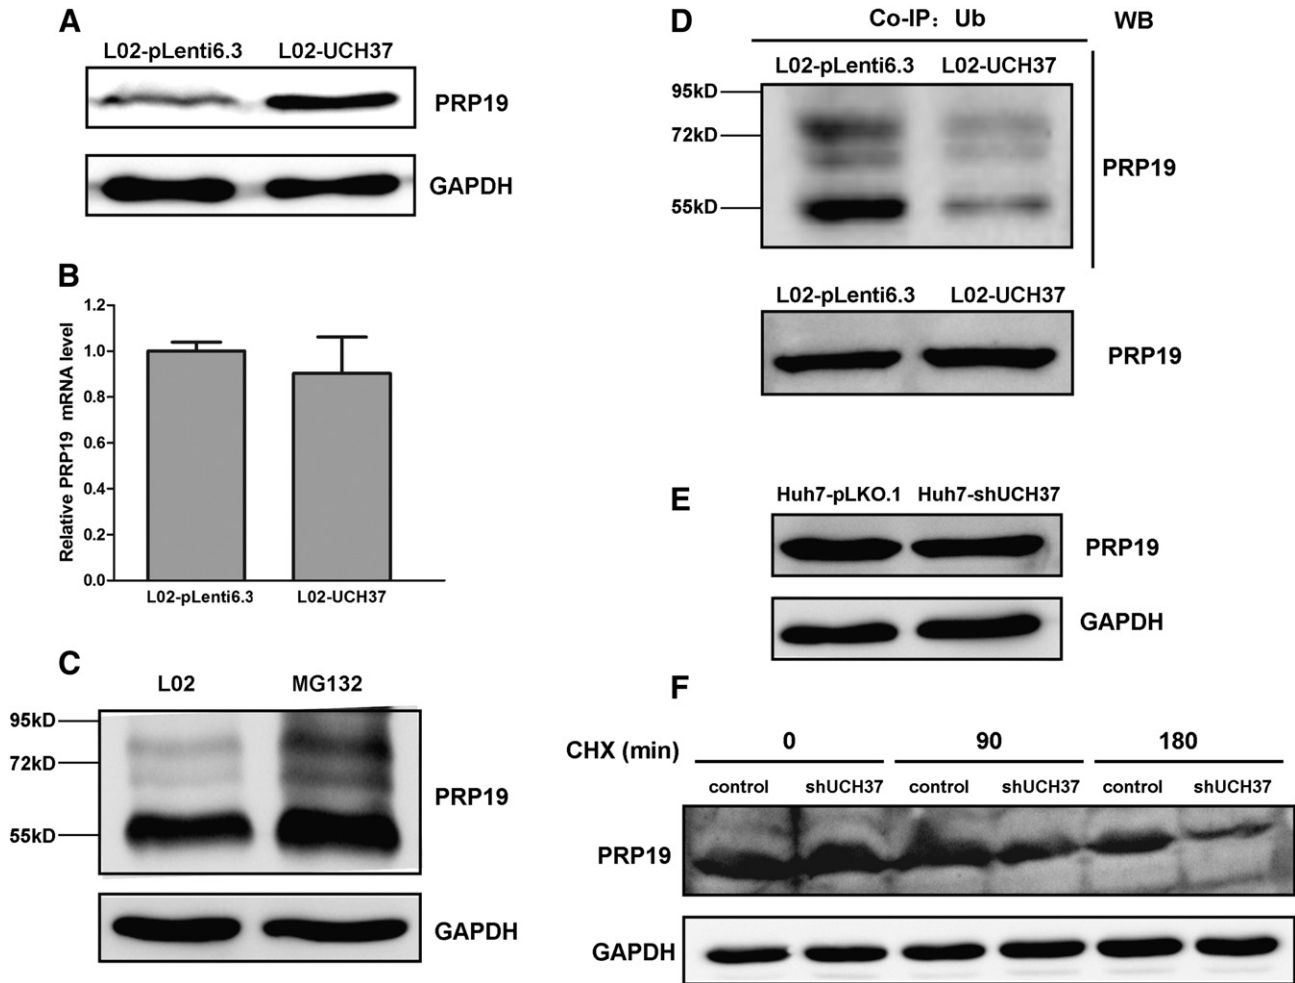 A
L02-pLenti6.3 L02-UCH37
PRP19
GAPDH
B
Relative PRP19 mRNA level
1.2
1.0
0.8
0.6
0.4
0.2
0.0
L02-pLenti6.3 L02-UCH37
C
L02 MG132
95kD
72kD
55kD
PRP19
GAPDH
D
Co-IP: Ub WB
L02-pLenti6.3 L02-UCH37
95kD
72kD
55kD
PRP19
L02-pLenti6.3 L02-UCH37
PRP19
E
Huh7-pLKO.1 Huh7-shUCH37
PRP19
GAPDH
F
CHX (min) 0 90 180
control shUCH37 control shUCH37 control shUCH37
PRP19
GAPDH